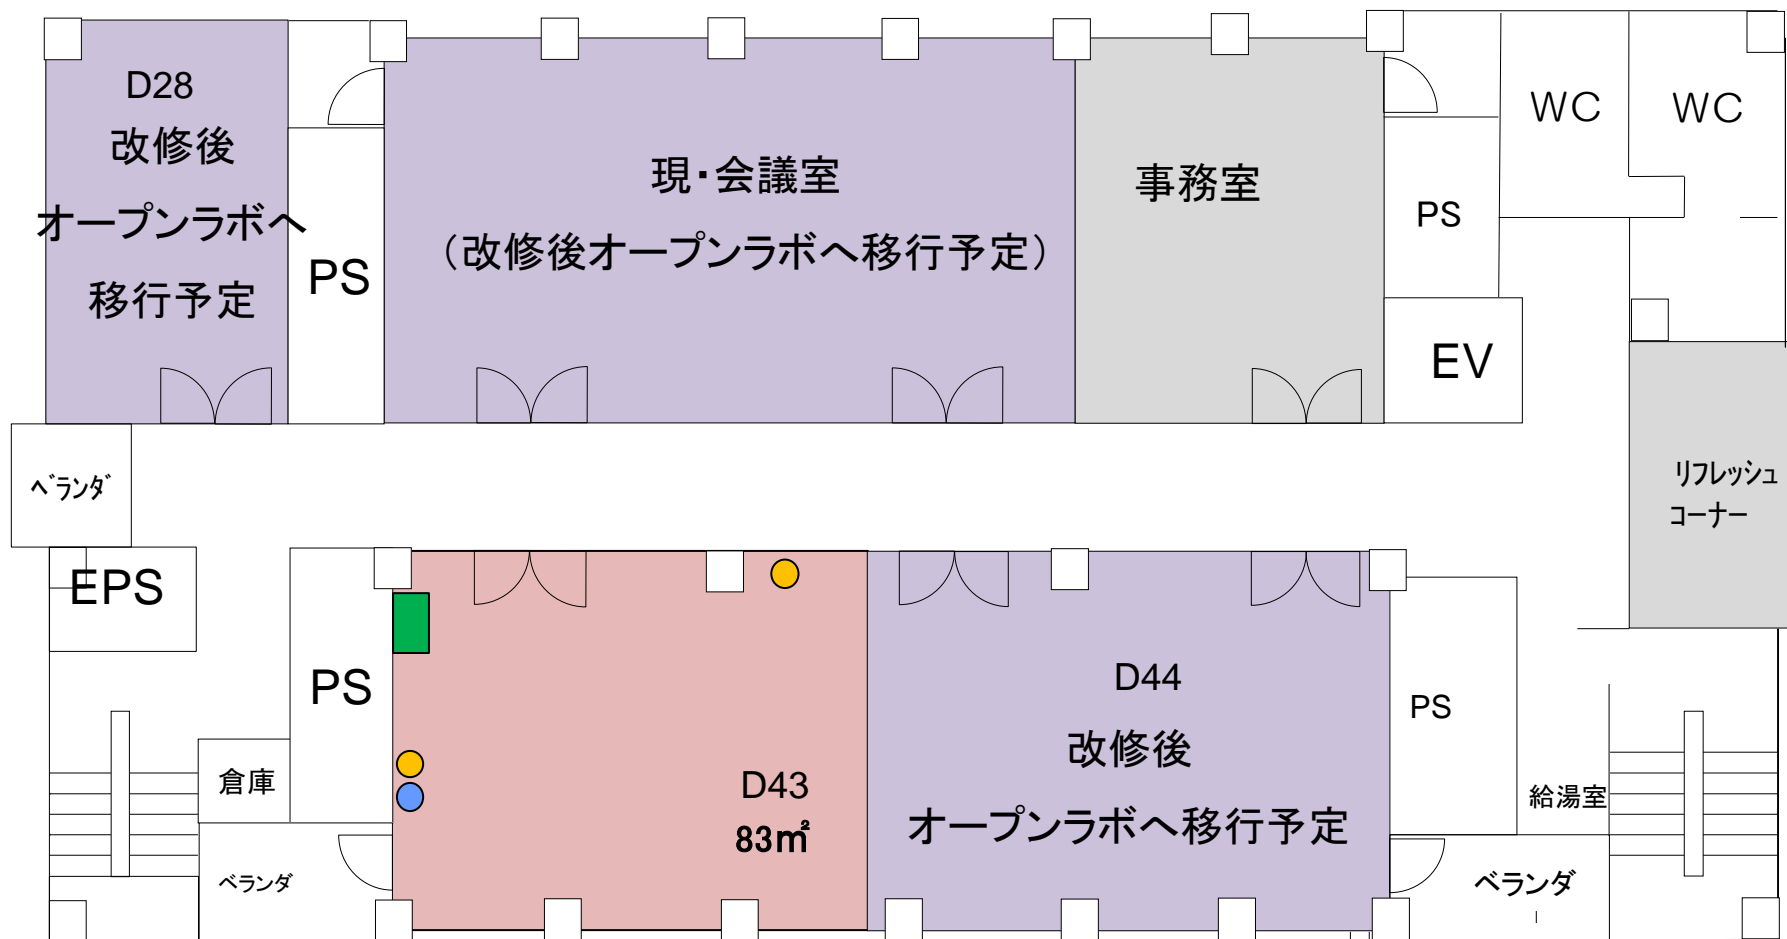 D28
改修後
オープンラボへ
移行予定
PS
現・会議室
（改修後オープンラボへ移行予定）
事務室
PS
WC
WC
EV
ベランダ
リフレッシュ
コーナー
EPS
PS
倉庫
ベランダ
D43
83㎡
D44
改修後
オープンラボへ移行予定
PS
給湯室
ベランダ